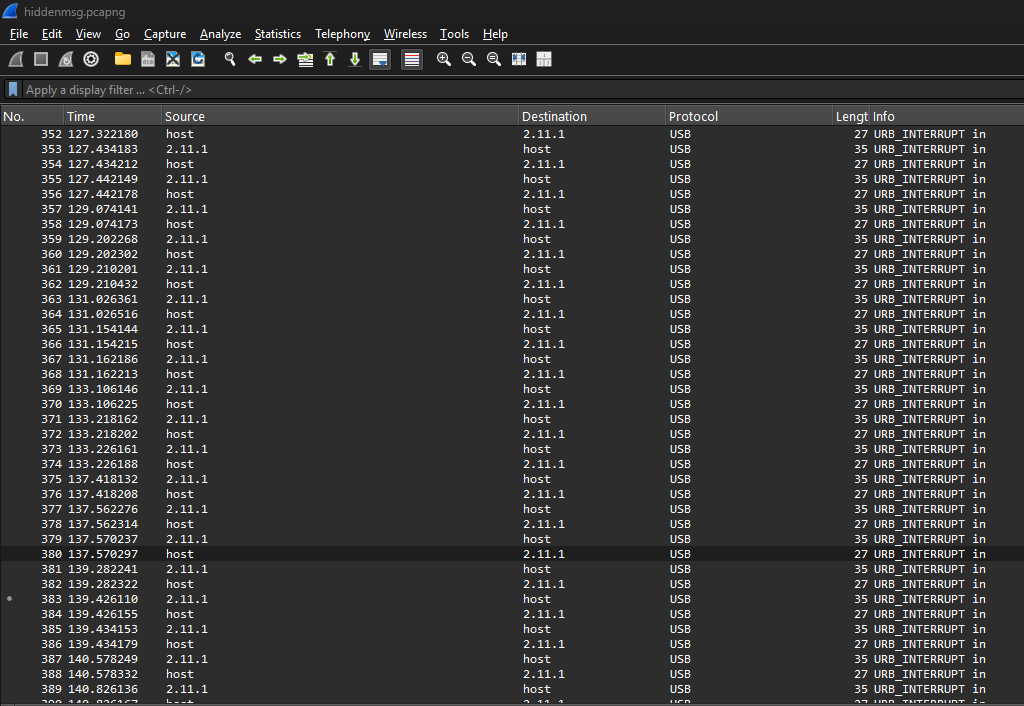 hiddenmsg.pcapng
File Edit View Go Capture Analyze Statistics Telephony Wireless Tools Help
Apply a display filter ... <Ctrl-/>
No. Time Source Destination Protocol Lengt Info
352 127.322180 host 2.11.1 USB 27 URB_INTERRUPT in
353 127.434183 2.11.1 host USB 35 URB_INTERRUPT in
354 127.434212 host 2.11.1 USB 27 URB_INTERRUPT in
355 127.442149 2.11.1 host USB 35 URB_INTERRUPT in
356 127.442178 host 2.11.1 USB 27 URB_INTERRUPT in
357 129.074141 2.11.1 host USB 35 URB_INTERRUPT in
358 129.074173 host 2.11.1 USB 27 URB_INTERRUPT in
359 129.202268 2.11.1 host USB 35 URB_INTERRUPT in
360 129.202302 host 2.11.1 USB 27 URB_INTERRUPT in
361 129.210201 2.11.1 host USB 35 URB_INTERRUPT in
362 129.210432 host 2.11.1 USB 27 URB_INTERRUPT in
363 131.026361 2.11.1 host USB 35 URB_INTERRUPT in
364 131.026516 host 2.11.1 USB 27 URB_INTERRUPT in
365 131.154144 2.11.1 host USB 35 URB_INTERRUPT in
366 131.154215 host 2.11.1 USB 27 URB_INTERRUPT in
367 131.162186 2.11.1 host USB 35 URB_INTERRUPT in
368 131.162213 host 2.11.1 USB 27 URB_INTERRUPT in
369 133.106146 2.11.1 host USB 35 URB_INTERRUPT in
370 133.106225 host 2.11.1 USB 27 URB_INTERRUPT in
371 133.218162 2.11.1 host USB 35 URB_INTERRUPT in
372 133.218202 host 2.11.1 USB 27 URB_INTERRUPT in
373 133.226161 2.11.1 host USB 35 URB_INTERRUPT in
374 133.226188 host 2.11.1 USB 27 URB_INTERRUPT in
375 137.418132 2.11.1 host USB 35 URB_INTERRUPT in
376 137.418208 host 2.11.1 USB 27 URB_INTERRUPT in
377 137.562276 2.11.1 host USB 35 URB_INTERRUPT in
378 137.562314 host 2.11.1 USB 27 URB_INTERRUPT in
379 137.570237 2.11.1 host USB 35 URB_INTERRUPT in
380 137.570297 host 2.11.1 USB 27 URB_INTERRUPT in
381 139.282241 2.11.1 host USB 35 URB_INTERRUPT in
382 139.282322 host 2.11.1 USB 27 URB_INTERRUPT in
383 139.426110 2.11.1 host USB 35 URB_INTERRUPT in
384 139.426155 host 2.11.1 USB 27 URB_INTERRUPT in
385 139.434153 2.11.1 host USB 35 URB_INTERRUPT in
386 139.434179 host 2.11.1 USB 27 URB_INTERRUPT in
387 140.578249 2.11.1 host USB 35 URB_INTERRUPT in
388 140.578332 host 2.11.1 USB 27 URB_INTERRUPT in
389 140.826136 2.11.1 host USB 35 URB_INTERRUPT in